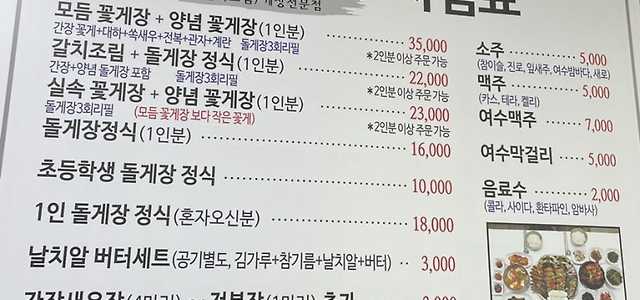 게장전문점
모듬 꽃게장 + 양념 꽃게장(1인분) 35,000
간장 꽃게+대하+쏙새우+전복+관자+계란 돌게장3회리필 *2인분 이상 주문 가능
갈치조림 + 돌게장 정식(1인분) 22,000
간장+양념 돌게장 포함 돌게장3회리필 *2인분 이상 주문 가능
실속 꽃게장 + 양념 꽃게장(1인분) 23,000
돌게장3회리필 (모듬 꽃게장 보다 작은 꽃게) *2인분 이상 주문 가능
돌게장정식(1인분) 16,000
초등학생 돌게장 정식 10,000
1인 돌게장 정식(혼자오신분) 18,000
날치알 버터세트(공기별도, 김가루+참기름+날치알+버터) 3,000
소주 5,000
(참이슬, 진로, 잎새주, 여수밤바다, 새로)
맥주 5,000
(카스, 테라, 켈리)
여수맥주 7,000
여수막걸리 5,000
음료수 2,000
(콜라, 사이다, 환타파인, 암바사)